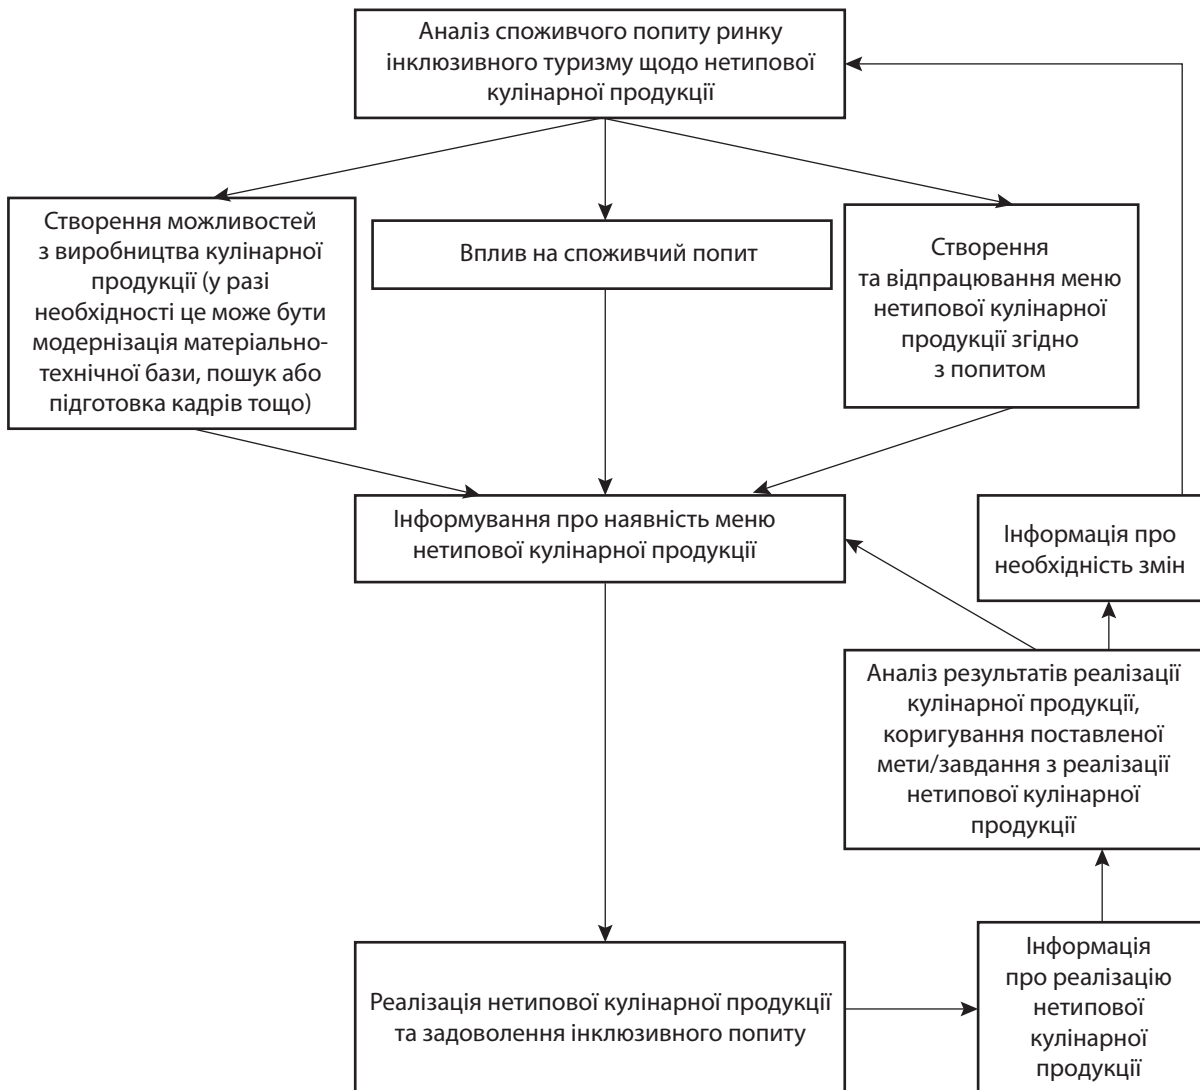 Аналіз споживчого попиту ринку
інклюзивного туризму щодо нетипової
кулінарної продукції
Створення можливостей
з виробництва кулінарної
продукції (у разі
необхідності це може бути
модернізація матеріально-
технічної бази, пошук або
підготовка кадрів тощо)
Вплив на споживчий попит
Створення
та відпрацювання меню
нетипової кулінарної
продукції згідно
з попитом
Інформування про наявність меню
нетипової кулінарної продукції
Інформація про
необхідність змін
Аналіз результатів реалізації
кулінарної продукції,
коригування поставленої
мети/завдання з реалізації
нетипової кулінарної
продукції
Реалізація нетипової кулінарної продукції
та задоволення інклюзивного попиту
Інформація
про реалізацію
нетипової
кулінарної
продукції